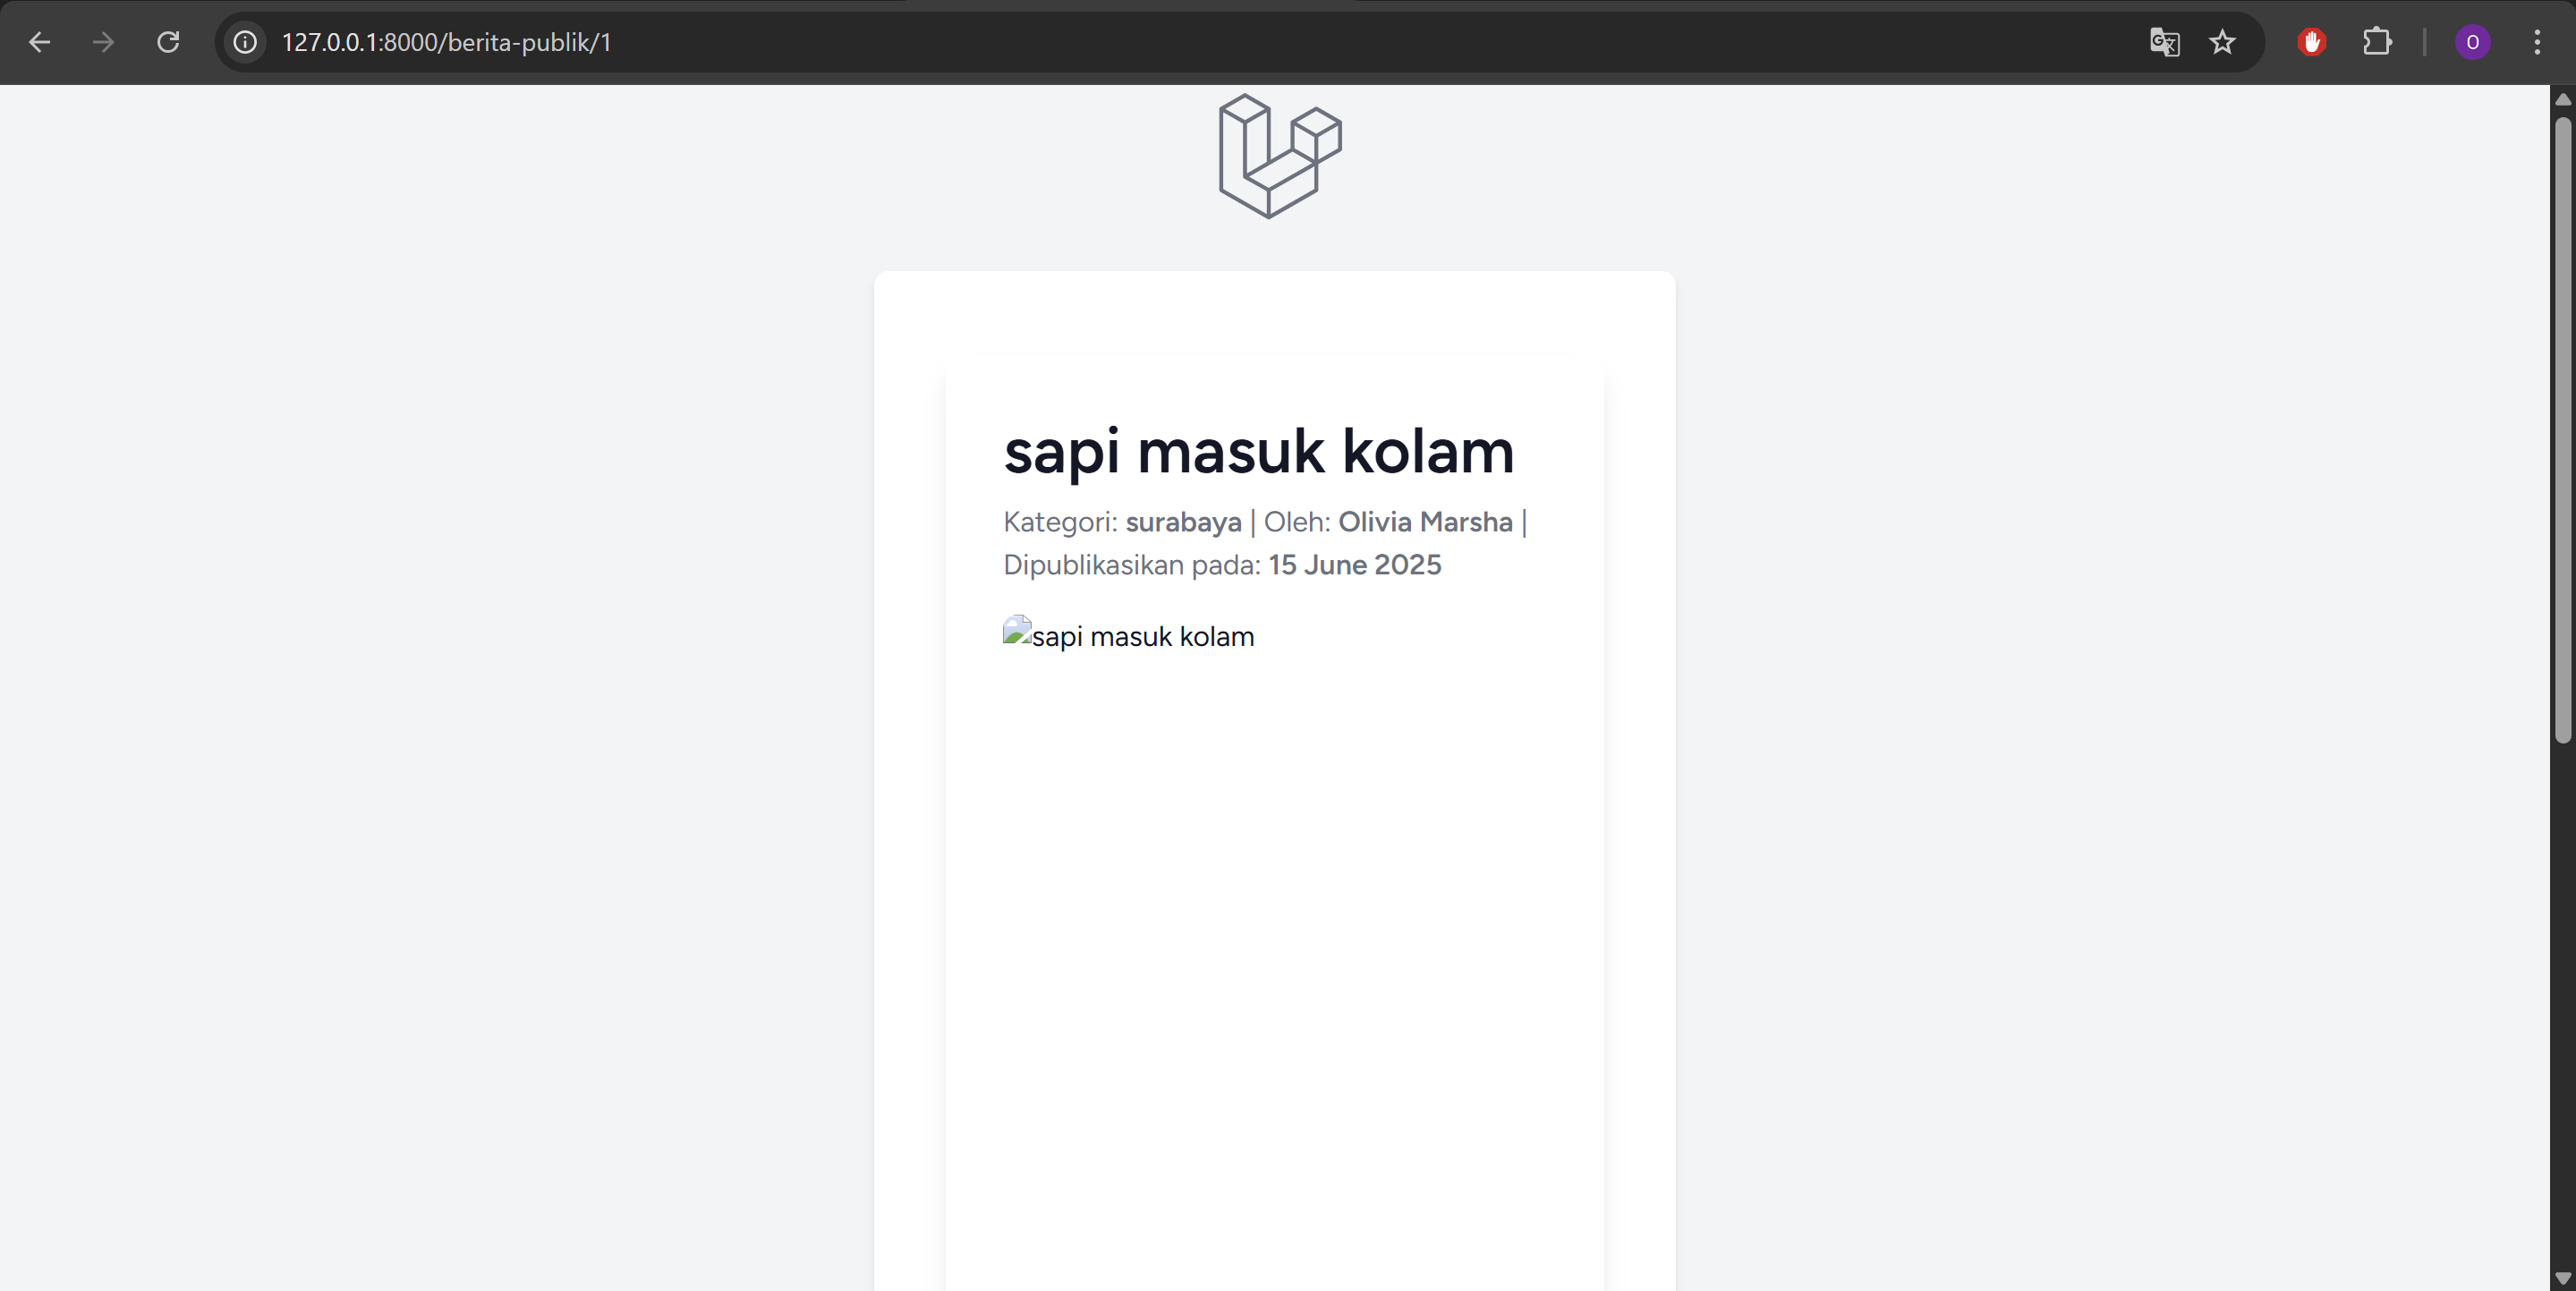 127.0.0.1:8000/berita-publik/1
O
sapi masuk kolam
Kategori: surabaya | Oleh: Olivia Marsha |
Dipublikasikan pada: 15 June 2025
sapi masuk kolam